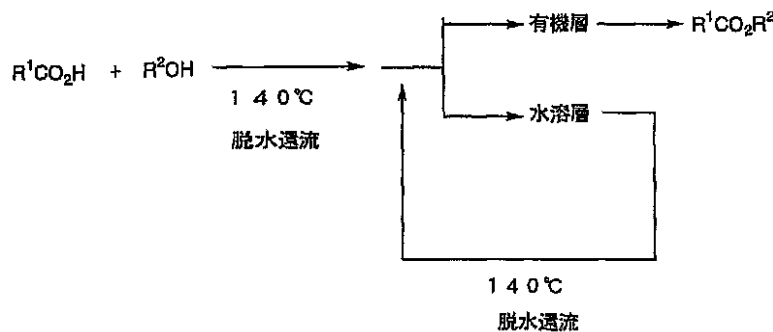 有機層 R¹CO₂R²
R¹CO₂H + R²OH
140℃
脱水還流
水溶層
140℃
脱水還流